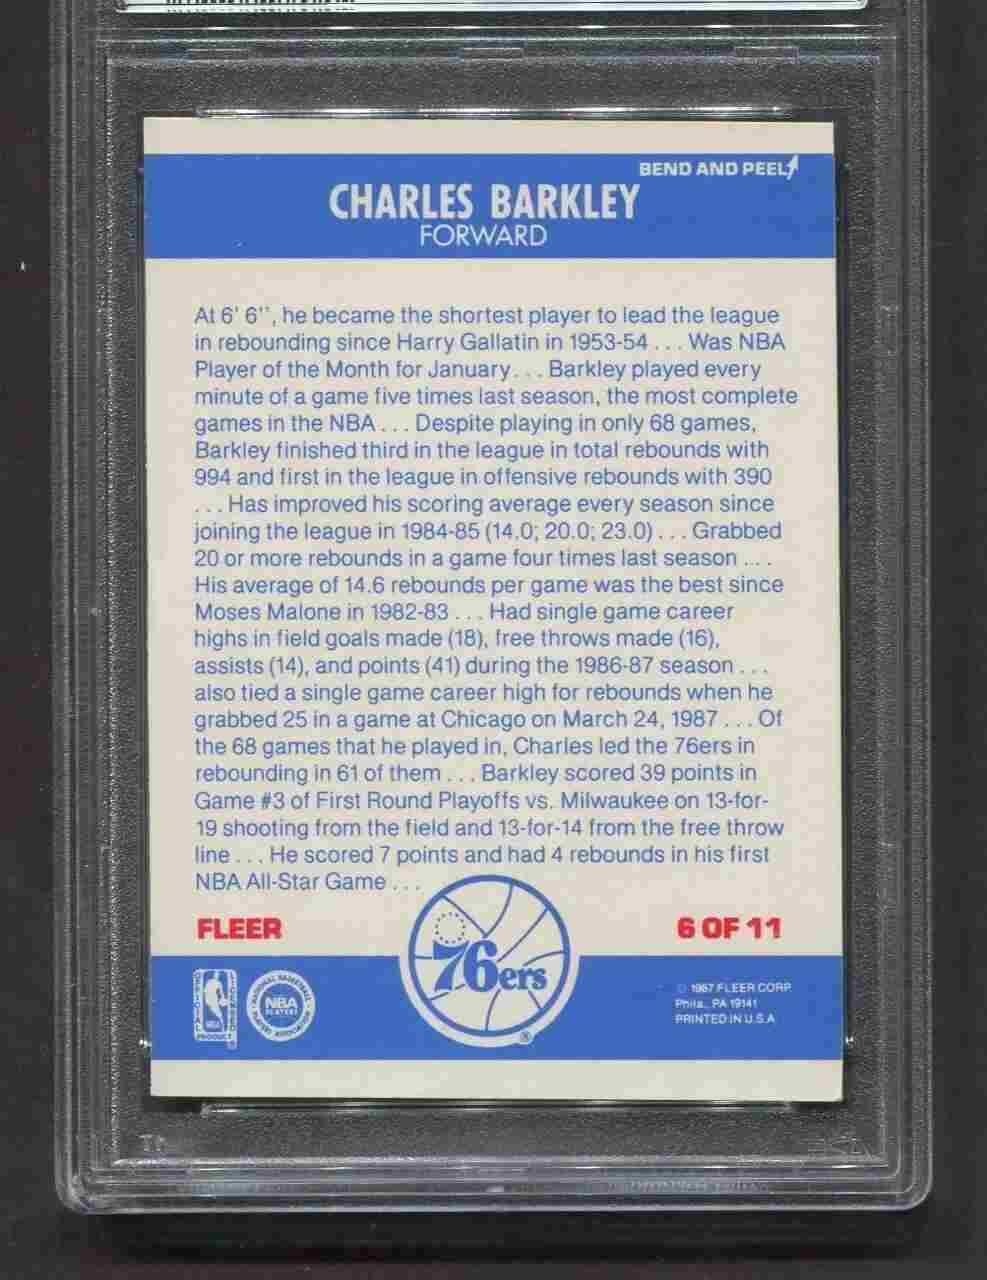 BEND AND PEEL
CHARLES BARKLEY
FORWARD
At 6' 6'', he became the shortest player to lead the league
in rebounding since Harry Gallatin in 1953-54 . . . Was NBA
Player of the Month for January. . . Barkley played every
minute of a game five times last season, the most complete
games in the NBA . . . Despite playing in only 68 games,
Barkley finished third in the league in total rebounds with
994 and first in the league in offensive rebounds with 390
. . . Has improved his scoring average every season since
joining the league in 1984-85 (14.0; 20.0; 23.0) . . . Grabbed
20 or more rebounds in a game four times last season . . .
His average of 14.6 rebounds per game was the best since
Moses Malone in 1982-83 . . . Had single game career
highs in field goals made (18), free throws made (16),
assists (14), and points (41) during the 1986-87 season . . .
also tied a single game career high for rebounds when he
grabbed 25 in a game at Chicago on March 24, 1987 . . . Of
the 68 games that he played in, Charles led the 76ers in
rebounding in 61 of them . . . Barkley scored 39 points in
Game #3 of First Round Playoffs vs. Milwaukee on 13-for-
19 shooting from the field and 13-for-14 from the free throw
line . . . He scored 7 points and had 4 rebounds in his first
NBA All-Star Game . . .
FLEER
6 OF 11
76ers
®
OFFICIAL LICENSED PRODUCT
NBA
NATIONAL BASKETBALL PLAYERS ASSOCIATION
NBA
PLAYERS
© 1987 FLEER CORP.
Phila., PA 19141
PRINTED IN U.S.A